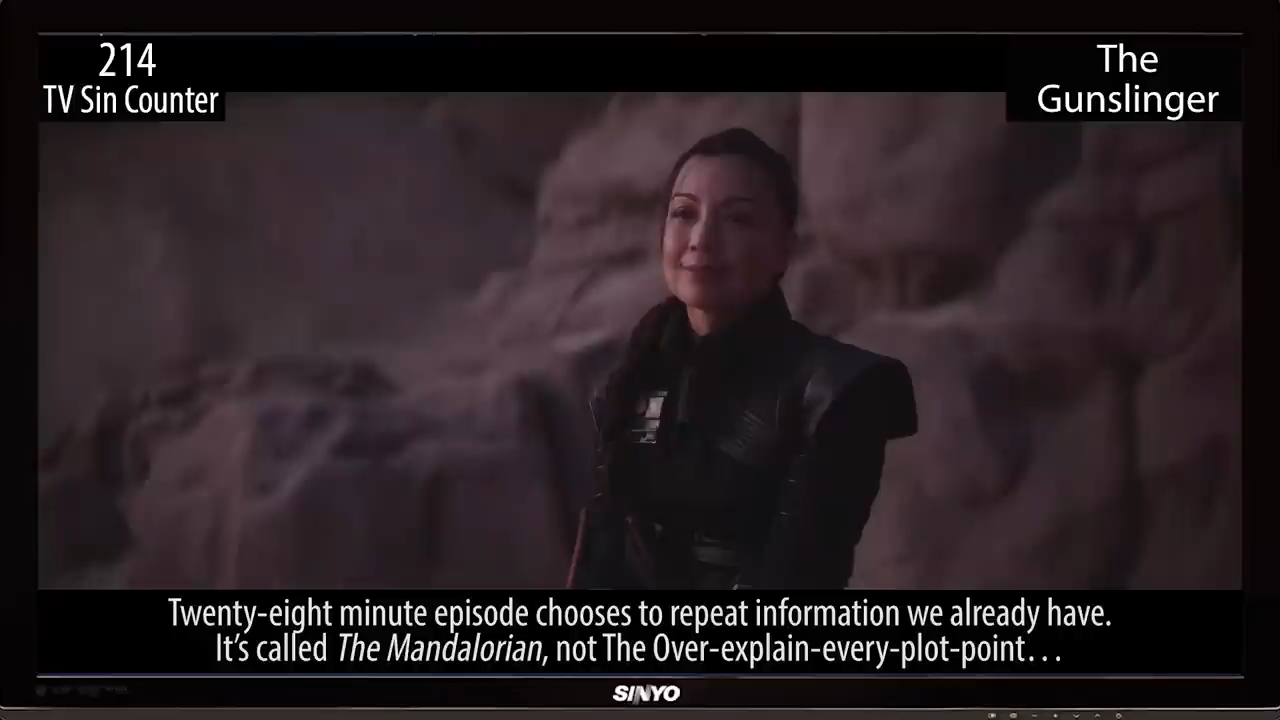 214
TV Sin Counter
The
Gunslinger
Twenty-eight minute episode chooses to repeat information we already have.
It's called The Mandalorian, not The Over-explain-every-plot-point...
SINYO